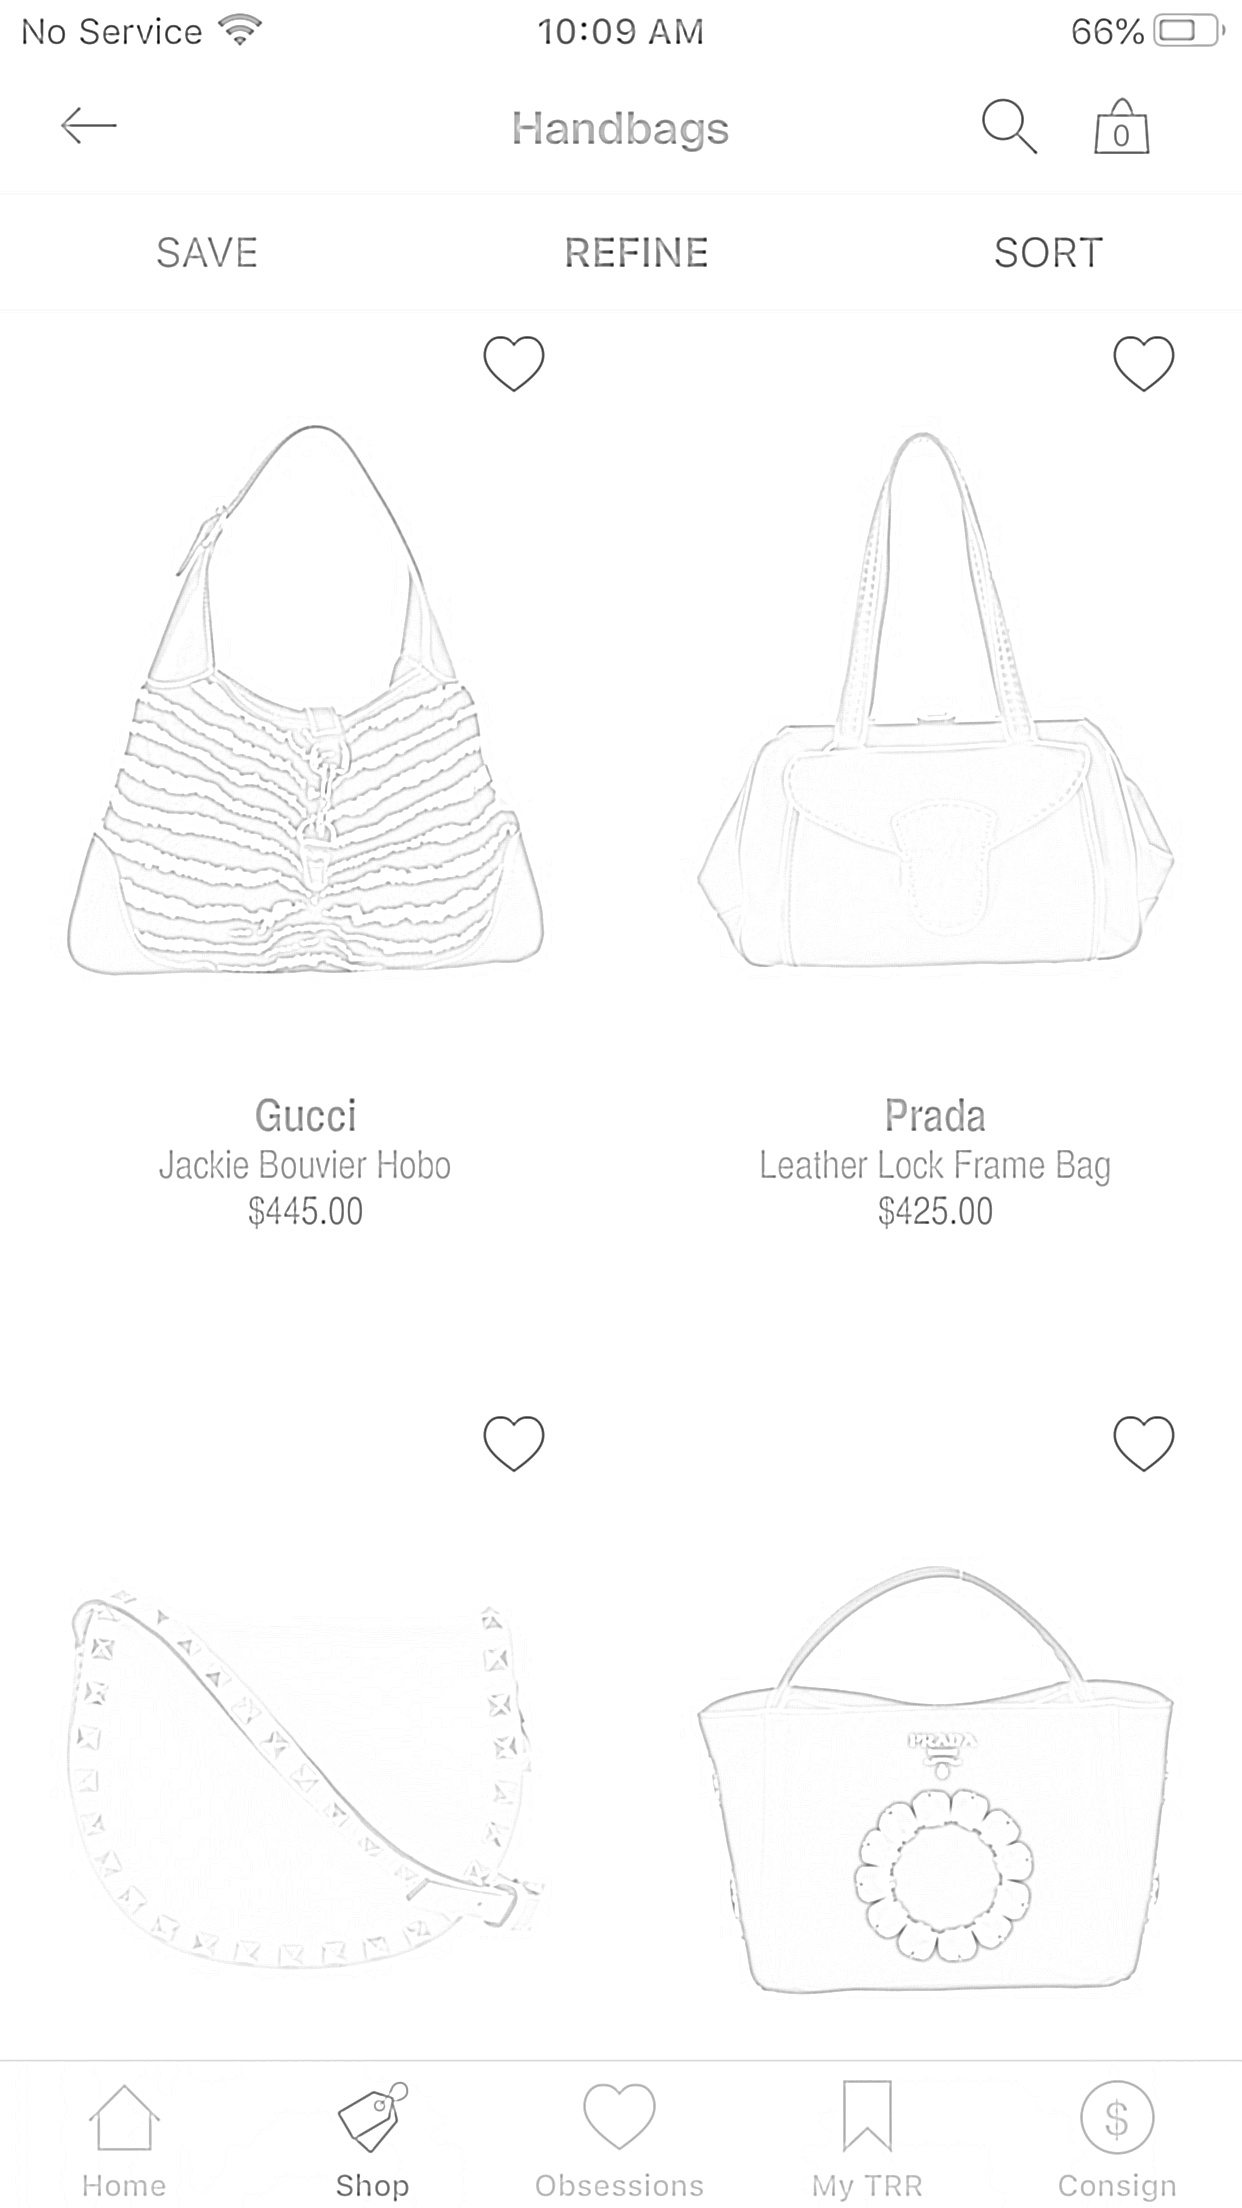 No Service 10:09 AM 66%
Handbags 0
SAVE REFINE SORT
Gucci
Jackie Bouvier Hobo
$445.00
Prada
Leather Lock Frame Bag
$425.00
PRADA
$
Home Shop Obsessions My TRR Consign